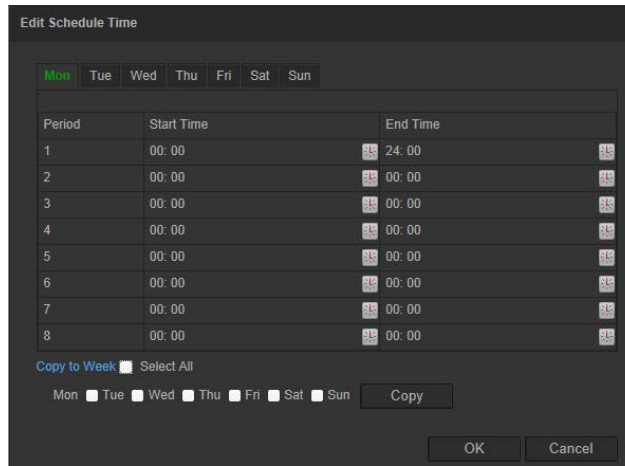 Edit Schedule Time
Mon Tue Wed Thu Fri Sat Sun
Period Start Time End Time
1 00: 00 24: 00
2 00: 00 00: 00
3 00: 00 00: 00
4 00: 00 00: 00
5 00: 00 00: 00
6 00: 00 00: 00
7 00: 00 00: 00
8 00: 00 00: 00
Copy to Week Select All
Mon Tue Wed Thu Fri Sat Sun Copy
OK Cancel